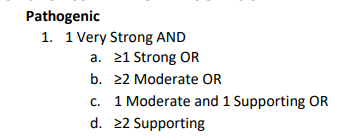 Pathogenic
1. 1 Very Strong AND
a. ≥1 Strong OR
b. ≥2 Moderate OR
c. 1 Moderate and 1 Supporting OR
d. ≥2 Supporting